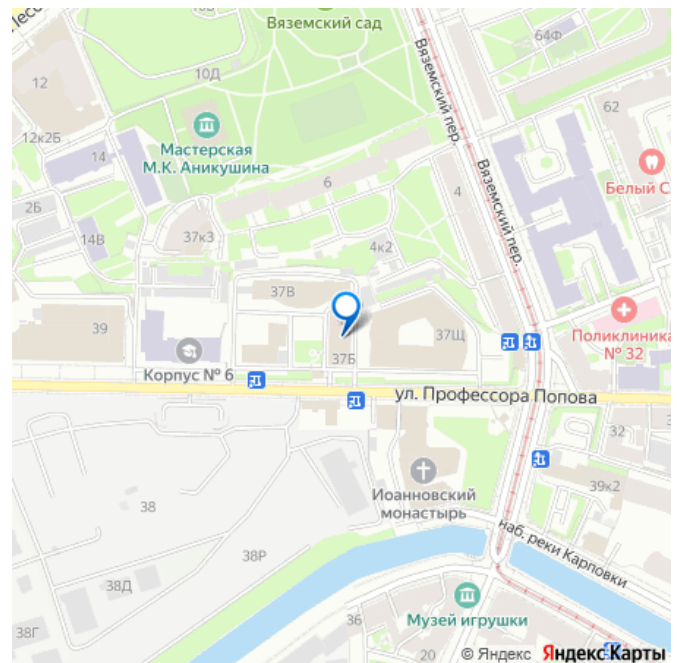 Лесо
10В
Вяземский сад
64Ф
10Д
12
62
12к2Б
Мастерская
М.К. Аникушина
Вяземский пер.
14
6
4
Белый С
2Б
Вяземский пер.
14В
37к3
4к2
37В
39
37Щ
37Б
Поликлиника
№ 32
Корпус № 6
ул. Профессора Попова
32
Иоанновский
монастырь
39к2
38
наб. реки Карповки
38Р
38Д
Музей игрушки
36
38Г
20
© Яндекс Яндекс Карты